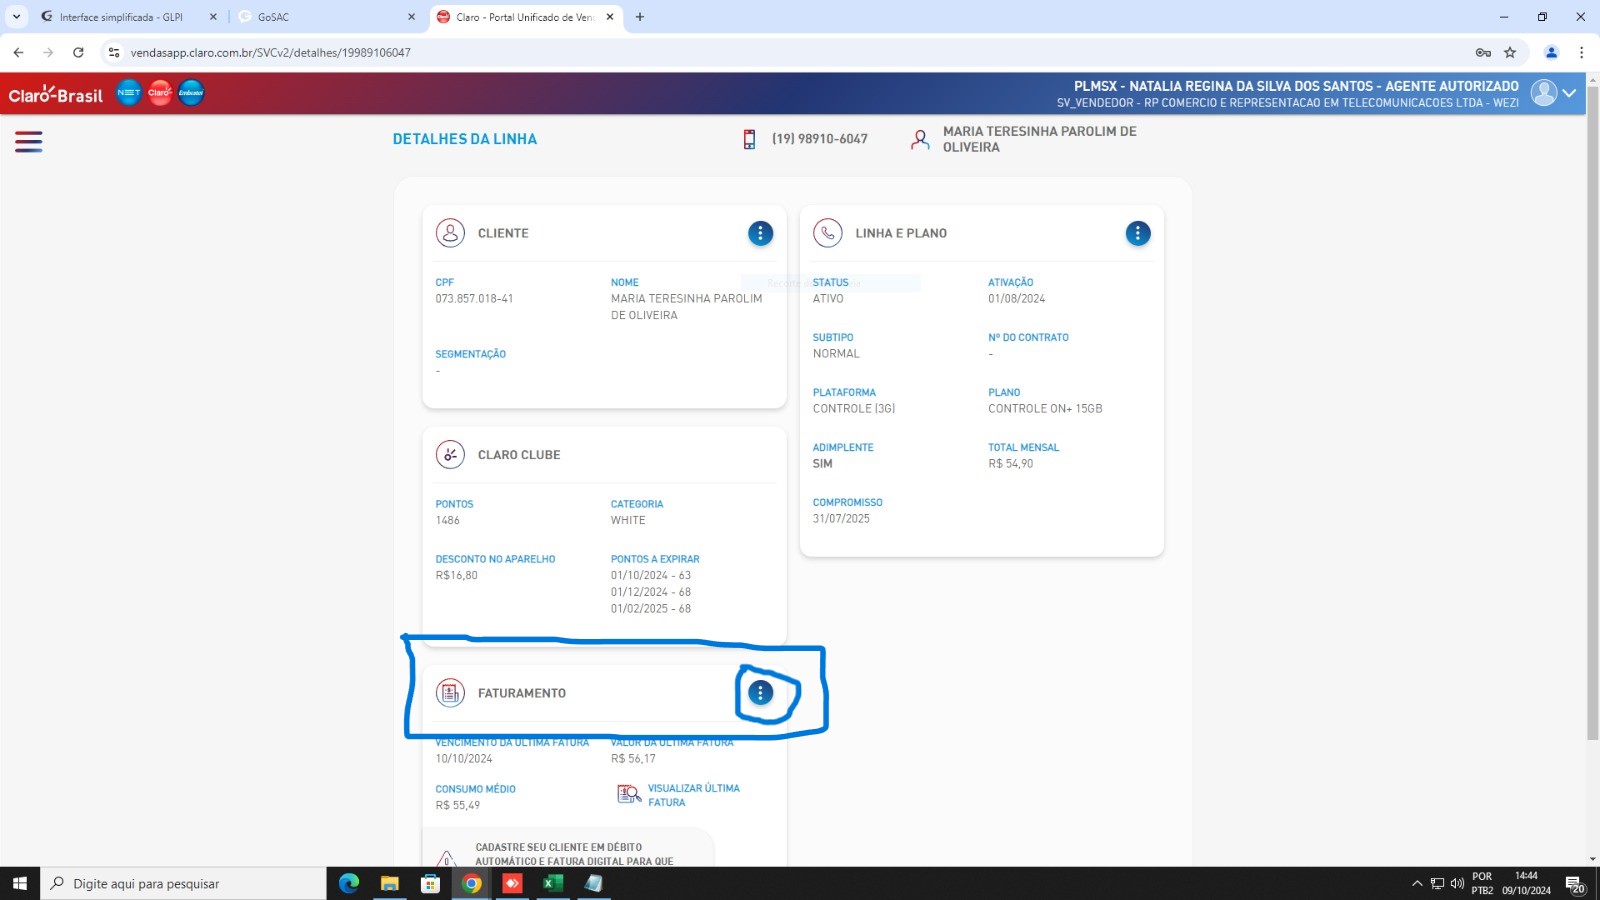 Interface simplificada - GLPI
GoSAC
Claro - Portal Unificado de Ven
vendasapp.claro.com.br/SVCv2/detalhes/19989106047
Claro-Brasil
NET
Claro
Embratel
PLMSX - NATALIA REGINA DA SILVA DOS SANTOS - AGENTE AUTORIZADO
SV_VENDEDOR - RP COMERCIO E REPRESENTACAO EM TELECOMUNICACOES LTDA - WEZI
DETALHES DA LINHA
(19) 98910-6047
MARIA TERESINHA PAROLIM DE
OLIVEIRA
CLIENTE
CPF
073.857.018-41
NOME
MARIA TERESINHA PAROLIM
DE OLIVEIRA
SEGMENTAÇÃO
-
LINHA E PLANO
STATUS
ATIVO
ATIVAÇÃO
01/08/2024
SUBTIPO
NORMAL
Nº DO CONTRATO
-
PLATAFORMA
CONTROLE (3G)
PLANO
CONTROLE ON+ 15GB
ADIMPLENTE
SIM
TOTAL MENSAL
R$ 54,90
COMPROMISSO
31/07/2025
CLARO CLUBE
PONTOS
1486
CATEGORIA
WHITE
DESCONTO NO APARELHO
R$16,80
PONTOS A EXPIRAR
01/10/2024 - 63
01/12/2024 - 68
01/02/2025 - 68
FATURAMENTO
VENCIMENTO DA ÚLTIMA FATURA
10/10/2024
VALOR DA ÚLTIMA FATURA
R$ 56,17
CONSUMO MÉDIO
R$ 55,49
VISUALIZAR ÚLTIMA
FATURA
CADASTRE SEU CLIENTE EM DÉBITO
AUTOMÁTICO E FATURA DIGITAL PARA QUE
Digite aqui para pesquisar
POR
PTB2
14:44
09/10/2024
20